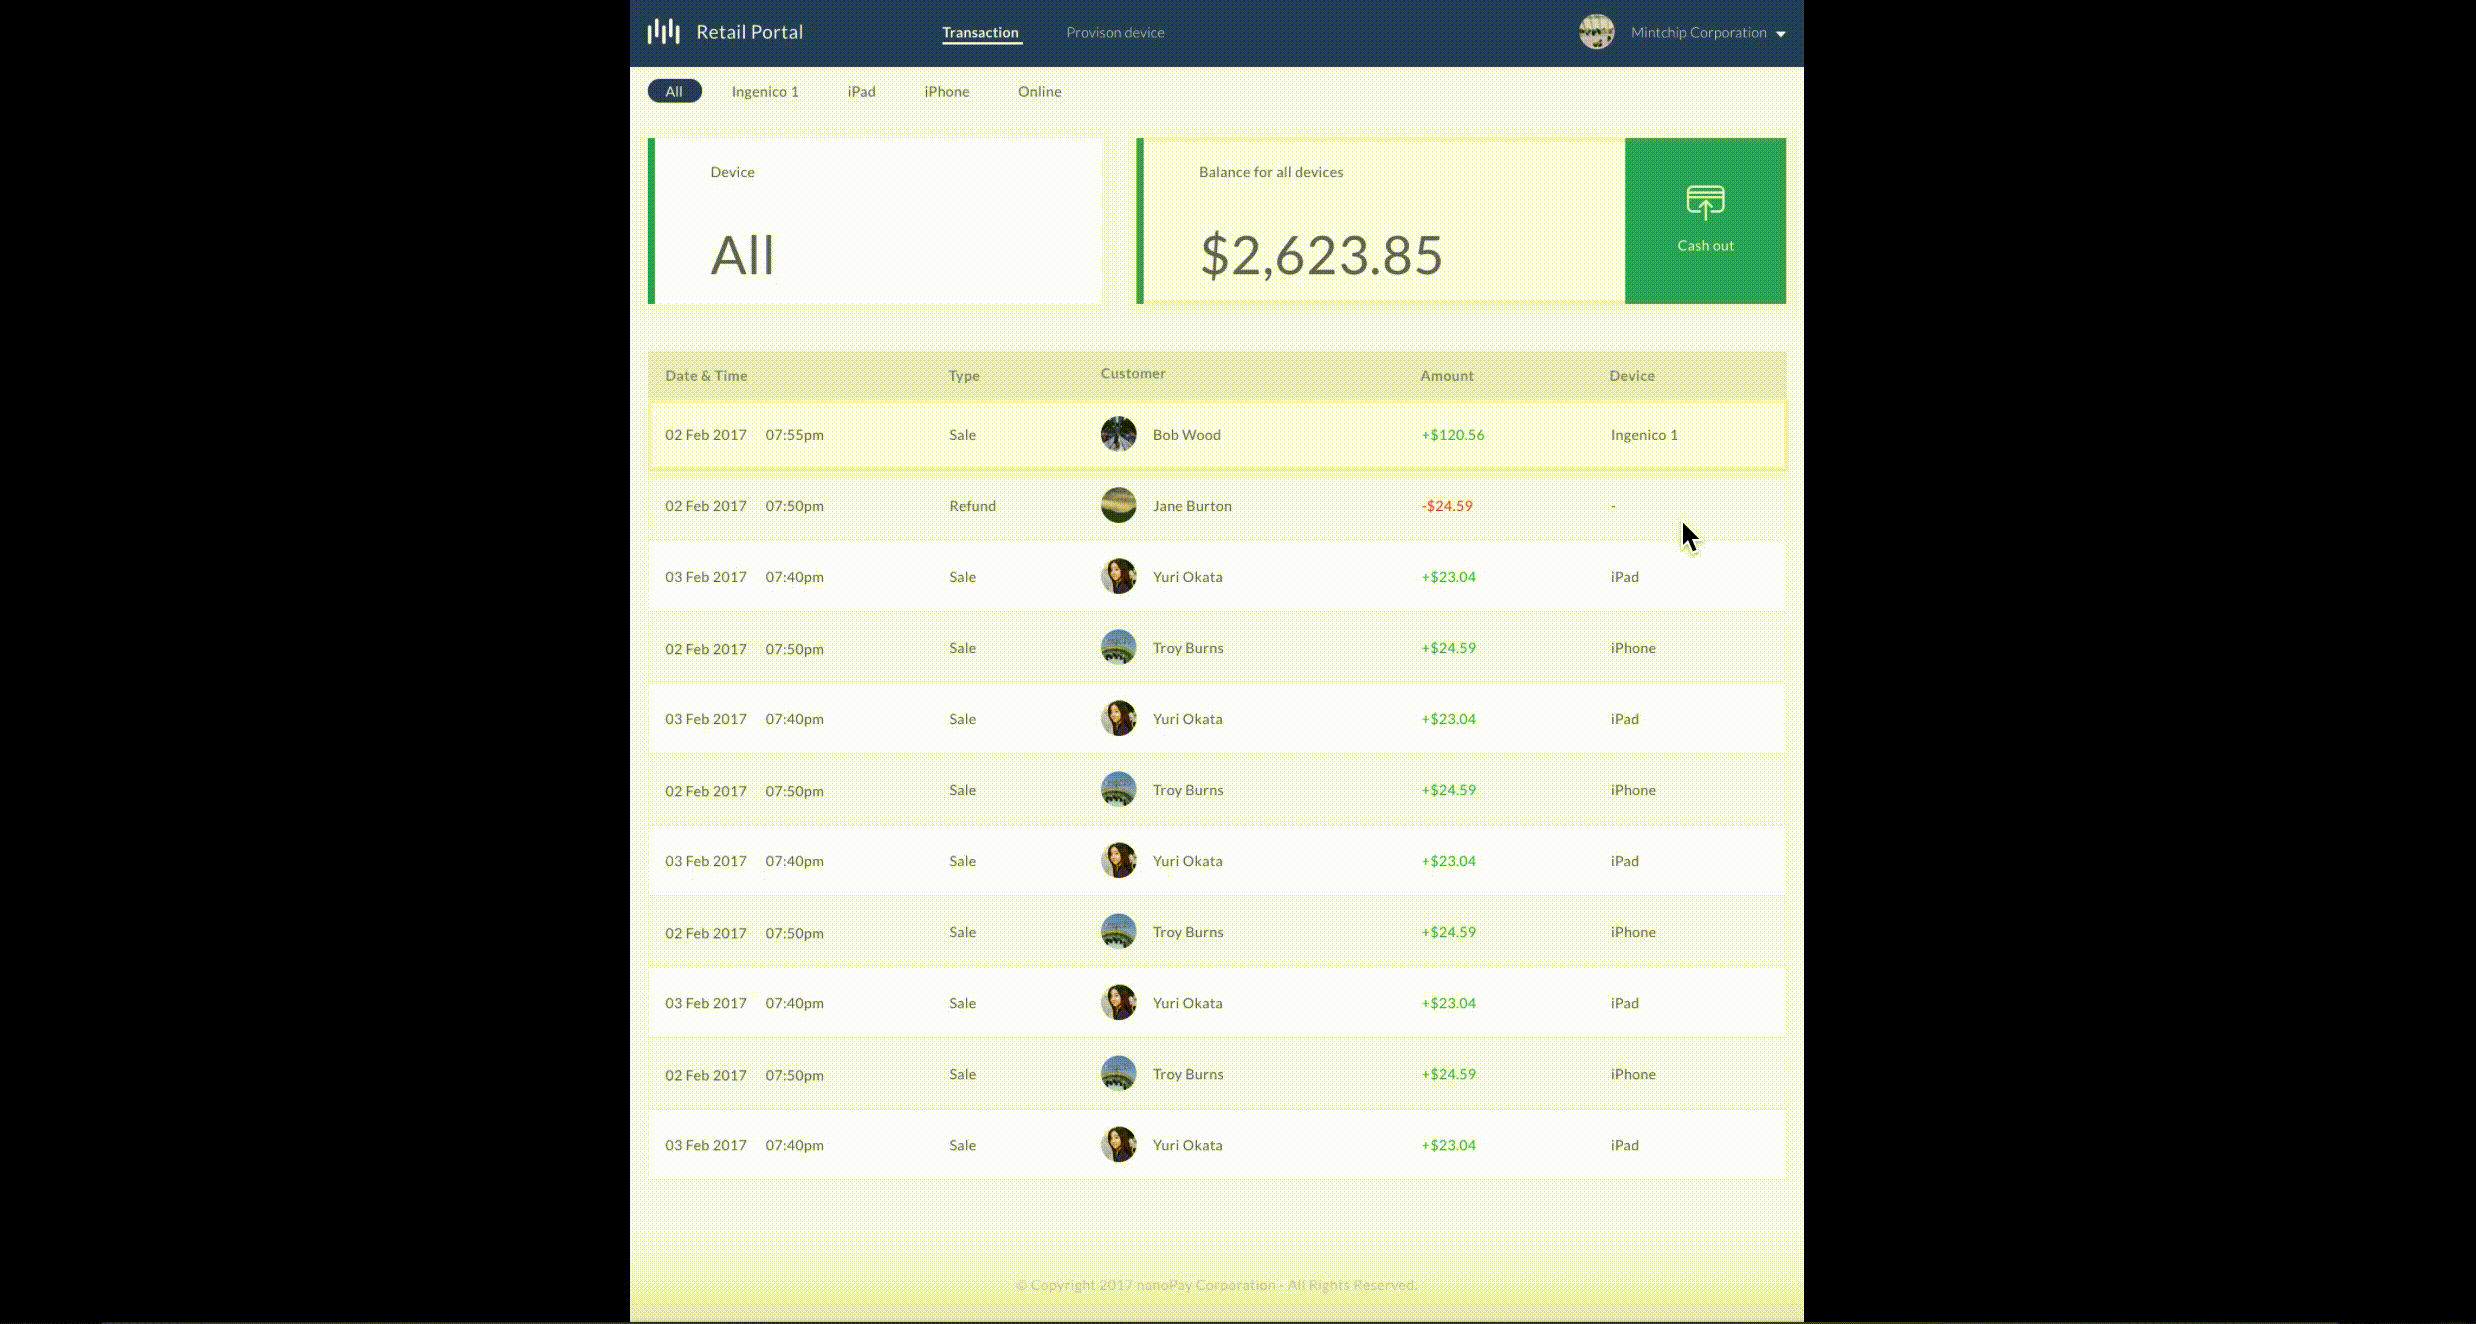 Retail Portal Transaction Provison device Mintchip Corporation
All Ingenico 1 iPad iPhone Online
Device Balance for all devices
All $2,623.85 Cash out
Date & Time Type Customer Amount Device
02 Feb 2017 07:55pm Sale Bob Wood +$120.56 Ingenico 1
02 Feb 2017 07:50pm Refund Jane Burton -$24.59 -
03 Feb 2017 07:40pm Sale Yuri Okata +$23.04 iPad
02 Feb 2017 07:50pm Sale Troy Burns +$24.59 iPhone
03 Feb 2017 07:40pm Sale Yuri Okata +$23.04 iPad
02 Feb 2017 07:50pm Sale Troy Burns +$24.59 iPhone
03 Feb 2017 07:40pm Sale Yuri Okata +$23.04 iPad
02 Feb 2017 07:50pm Sale Troy Burns +$24.59 iPhone
03 Feb 2017 07:40pm Sale Yuri Okata +$23.04 iPad
02 Feb 2017 07:50pm Sale Troy Burns +$24.59 iPhone
03 Feb 2017 07:40pm Sale Yuri Okata +$23.04 iPad
© Copyright 2017 nanoPay Corporation - All Rights Reserved.